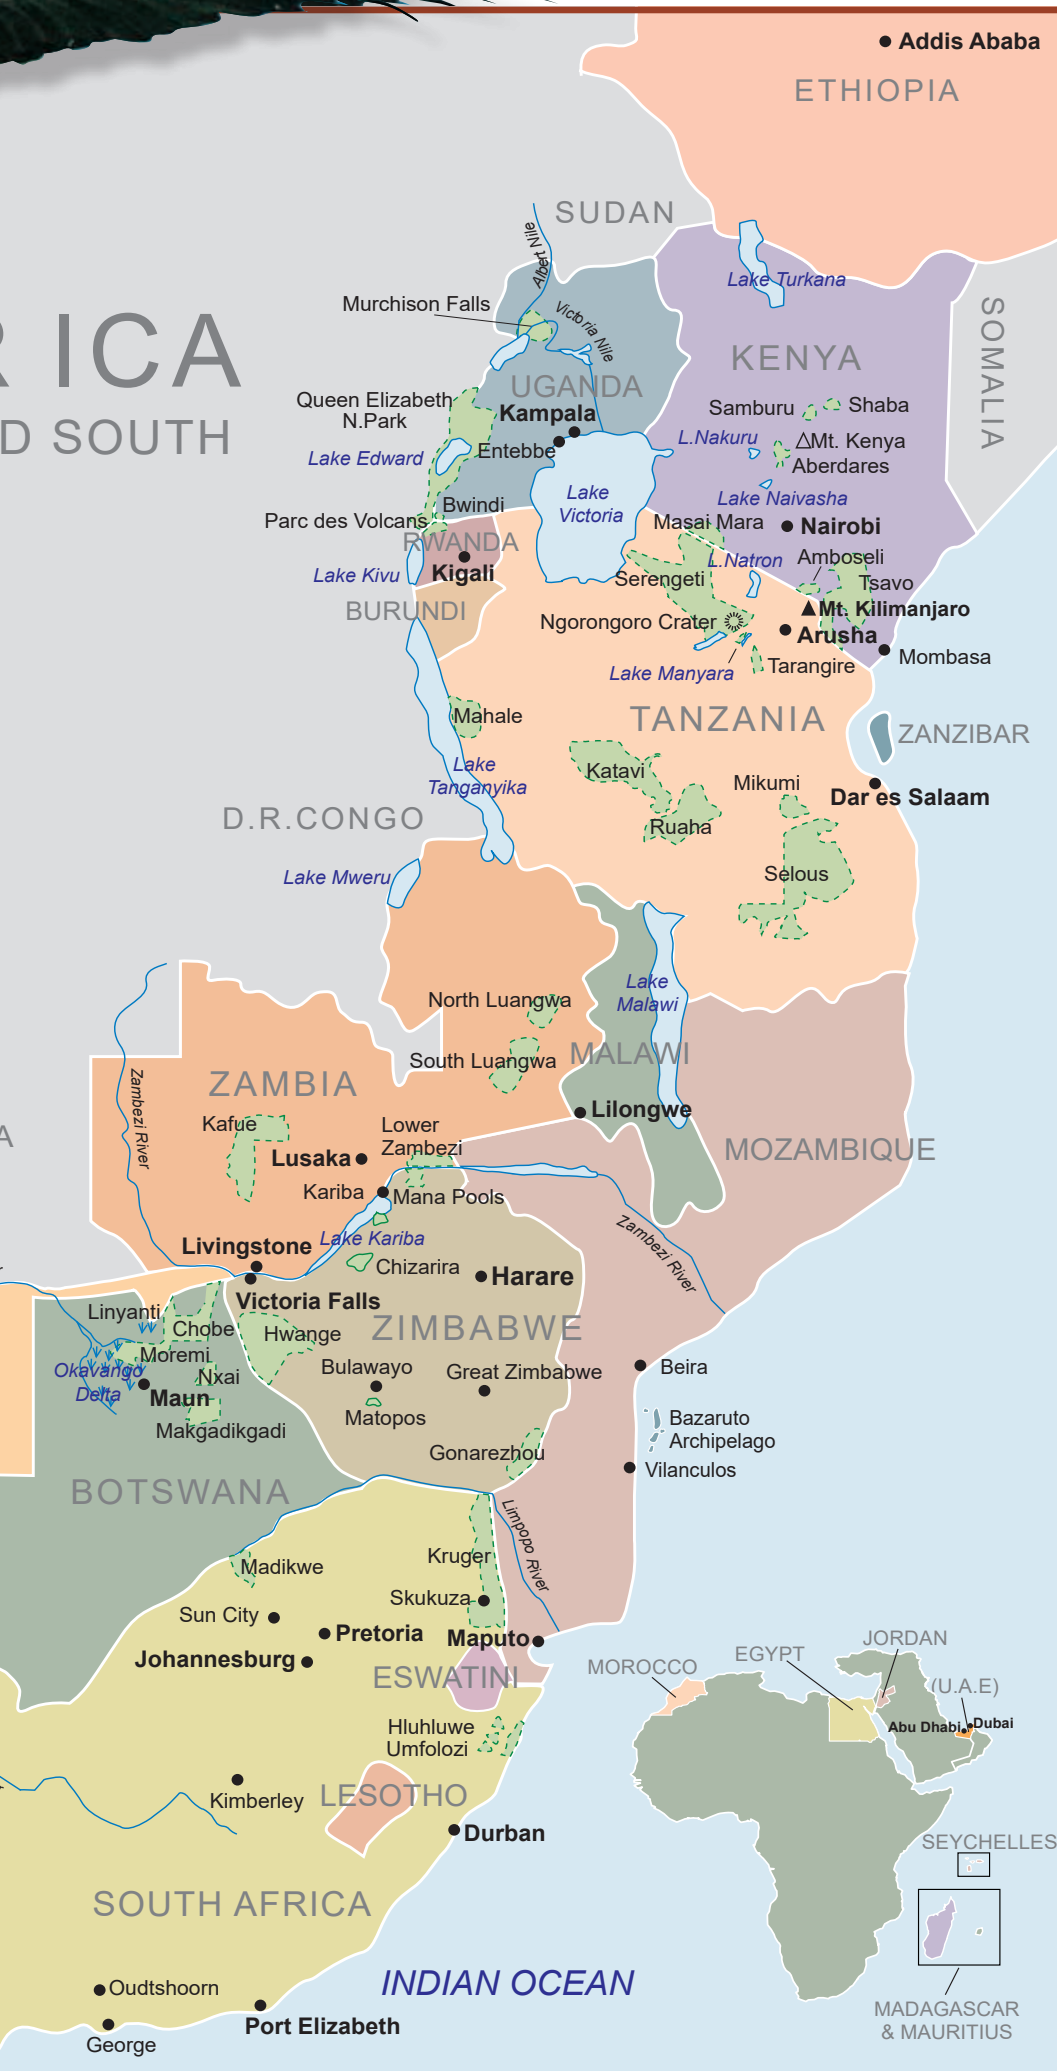 Addis Ababa
ETHIOPIA
SUDAN
Albert Nile
Lake Turkana
Murchison Falls
Victoria Nile
SOMALIA
RICA
KENYA
UGANDA
Queen Elizabeth
N.Park
Kampala
Samburu
Shaba
D SOUTH
L.Nakuru
Mt. Kenya
Entebbe
Lake Edward
Aberdares
Lake
Victoria
Lake Naivasha
Bwindi
Parc des Volcans
Masai Mara
Nairobi
RWANDA
Kigali
Lake Kivu
L.Natron
Amboseli
Serengeti
Tsavo
BURUNDI
Mt. Kilimanjaro
Ngorongoro Crater
Arusha
Mombasa
Lake Manyara
Tarangire
Mahale
TANZANIA
ZANZIBAR
Lake
Tanganyika
Katavi
Mikumi
Dar es Salaam
D.R.CONGO
Ruaha
Lake Mweru
Selous
Lake
Malawi
North Luangwa
South Luangwa
MALAWI
ZAMBIA
Zambezi River
Lilongwe
Kafue
Lower
Zambezi
A
MOZAMBIQUE
Lusaka
Kariba
Mana Pools
Lake Kariba
Zambezi River
Livingstone
Chizarira
Harare
Victoria Falls
Linyanti
Chobe
Hwange
ZIMBABWE
Moremi
Okavango
Delta
Nxai
Bulawayo
Great Zimbabwe
Beira
Maun
Matopos
Bazaruto
Archipelago
Makgadikgadi
Gonarezhou
Vilanculos
BOTSWANA
Limpopo River
Madikwe
Kruger
Skukuza
Sun City
Pretoria
Maputo
Johannesburg
ESWATINI
MOROCCO
EGYPT
JORDAN
(U.A.E)
Abu Dhabi
Dubai
Hluhluwe
Umfolozi
Kimberley
LESOTHO
Durban
SEYCHELLES
SOUTH AFRICA
INDIAN OCEAN
Oudtshoorn
Port Elizabeth
George
MADAGASCAR
& MAURITIUS